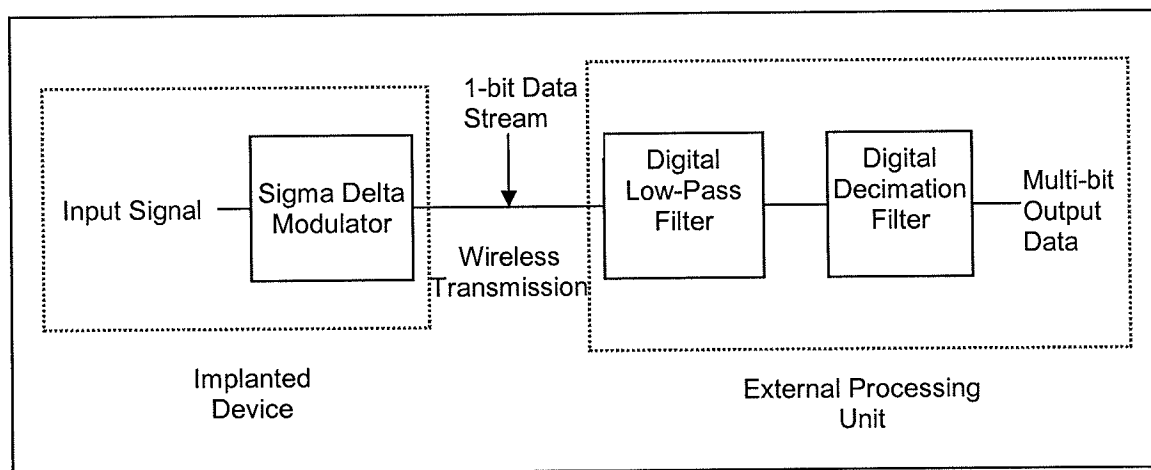 Input Signal
Sigma Delta
Modulator
1-bit Data
Stream
Wireless
Transmission
Digital
Low-Pass
Filter
Digital
Decimation
Filter
Multi-bit
Output
Data
Implanted
Device
External Processing
Unit